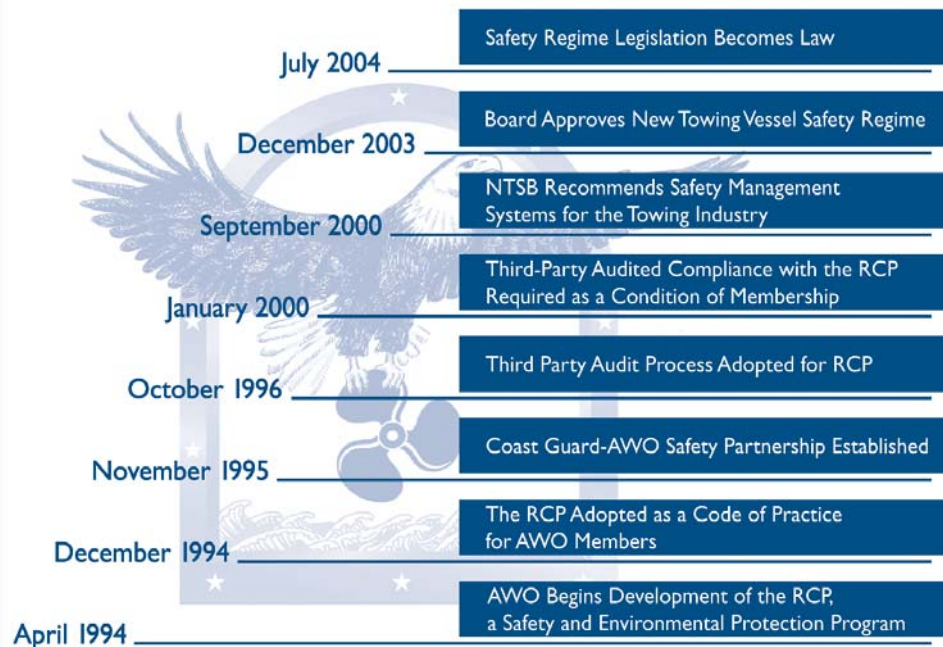 July 2004
Safety Regime Legislation Becomes Law
December 2003
Board Approves New Towing Vessel Safety Regime
September 2000
NTSB Recommends Safety Management
Systems for the Towing Industry
January 2000
Third-Party Audited Compliance with the RCP
Required as a Condition of Membership
October 1996
Third Party Audit Process Adopted for RCP
November 1995
Coast Guard-AWO Safety Partnership Established
December 1994
The RCP Adopted as a Code of Practice
for AWO Members
April 1994
AWO Begins Development of the RCP,
a Safety and Environmental Protection Program